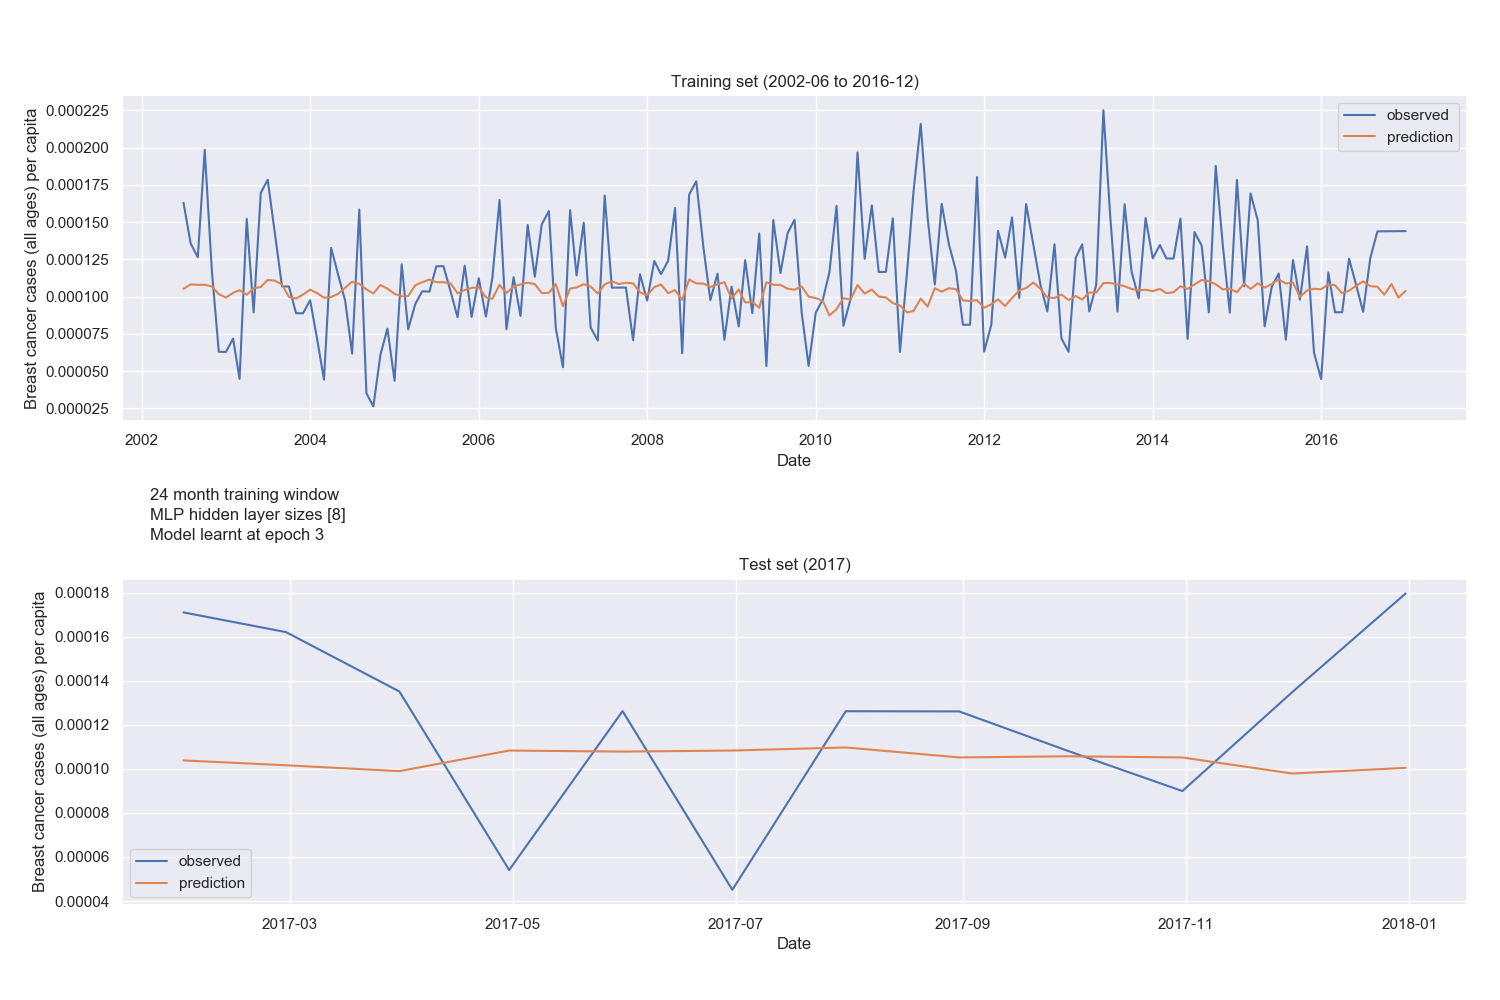 Training set (2002-06 to 2016-12)
Breast cancer cases (all ages) per capita
0.000225
0.000200
0.000175
0.000150
0.000125
0.000100
0.000075
0.000050
0.000025
observed
prediction
2002 2004 2006 2008 2010 2012 2014 2016
Date
24 month training window
MLP hidden layer sizes [8]
Model learnt at epoch 3
Test set (2017)
Breast cancer cases (all ages) per capita
0.00018
0.00016
0.00014
0.00012
0.00010
0.00008
0.00006
0.00004
observed
prediction
2017-03 2017-05 2017-07 2017-09 2017-11 2018-01
Date